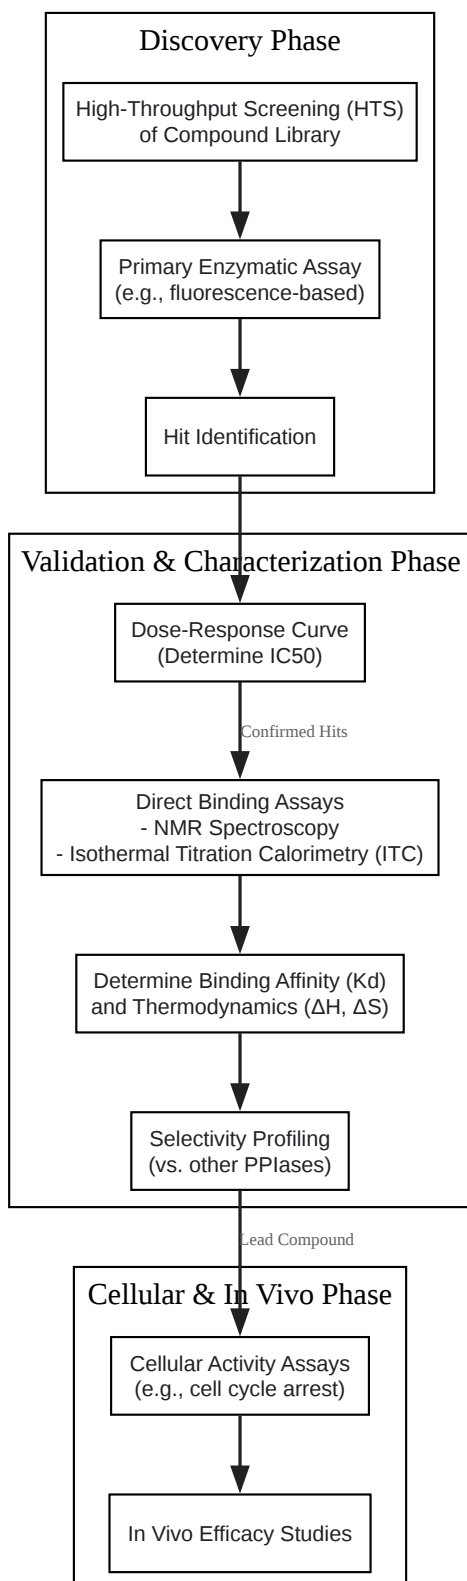 Discovery Phase
High-Throughput Screening (HTS)
of Compound Library
Primary Enzymatic Assay
(e.g., fluorescence-based)
Hit Identification
Validation & Characterization Phase
Dose-Response Curve
(Determine IC50)
Confirmed Hits
Direct Binding Assays
- NMR Spectroscopy
- Isothermal Titration Calorimetry (ITC)
Determine Binding Affinity (Kd)
and Thermodynamics (ΔH, ΔS)
Selectivity Profiling
(vs. other PPIases)
Lead Compound
Cellular & In Vivo Phase
Cellular Activity Assays
(e.g., cell cycle arrest)
In Vivo Efficacy Studies